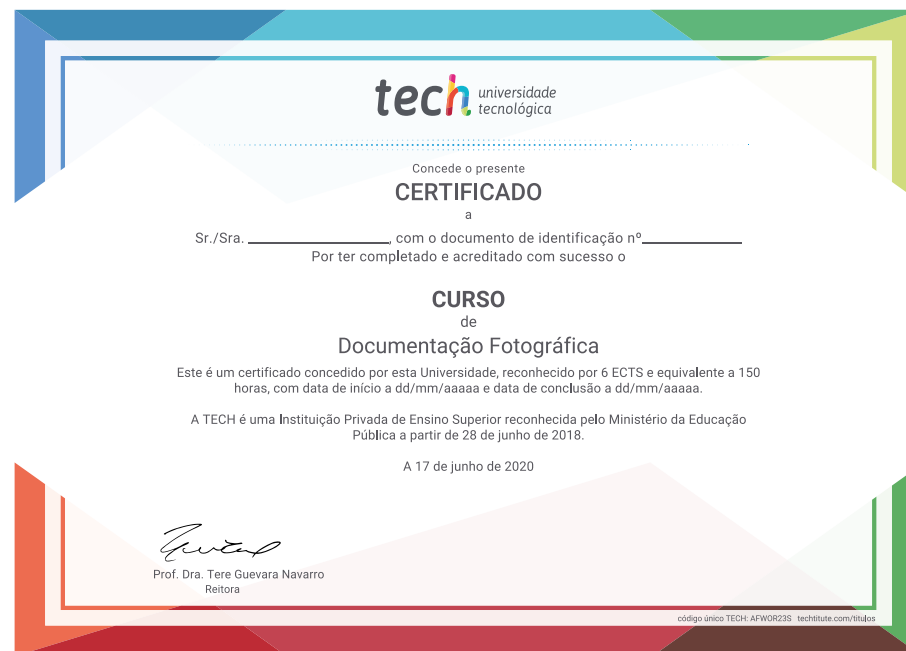 tech universidade
tecnológica
Concede o presente
CERTIFICADO
a
Sr./Sra. ________________, com o documento de identificação nº____________
Por ter completado e acreditado com sucesso o
CURSO
de
Documentação Fotográfica
Este é um certificado concedido por esta Universidade, reconhecido por 6 ECTS e equivalente a 150
horas, com data de início a dd/mm/aaaaa e data de conclusão a dd/mm/aaaaa.
A TECH é uma Instituição Privada de Ensino Superior reconhecida pelo Ministério da Educação
Pública a partir de 28 de junho de 2018.
A 17 de junho de 2020
Prof. Dra. Tere Guevara Navarro
Reitora
código único TECH: AFWOR23S techtitute.com/titulos